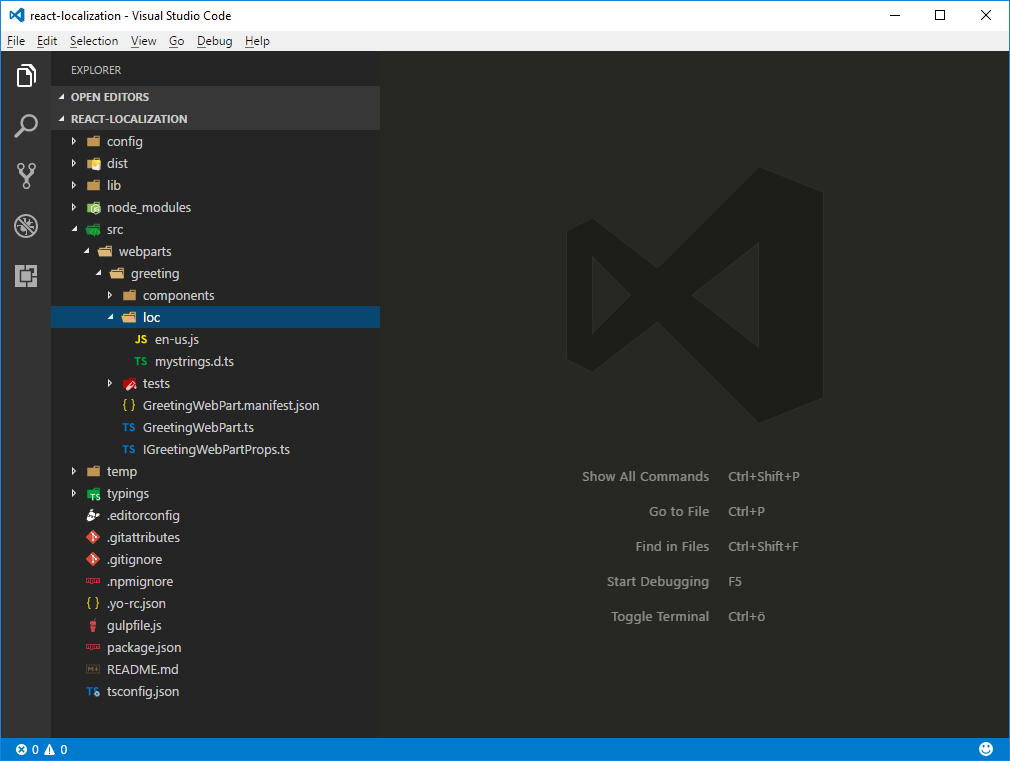 react-localization - Visual Studio Code
File Edit Selection View Go Debug Help
EXPLORER
OPEN EDITORS
REACT-LOCALIZATION
config
dist
lib
node_modules
src
webparts
greeting
components
loc
JS en-us.js
TS mystrings.d.ts
tests
{ } GreetingWebPart.manifest.json
TS GreetingWebPart.ts
TS IGreetingWebPartProps.ts
temp
TS typings
.editorconfig
.gitattributes
.gitignore
npm .npmignore
{ } .yo-rc.json
gulpfile.js
npm package.json
M README.md
TS tsconfig.json
Show All Commands Ctrl+Shift+P
Go to File Ctrl+P
Find in Files Ctrl+Shift+F
Start Debugging F5
Toggle Terminal Ctrl+ö
0 0